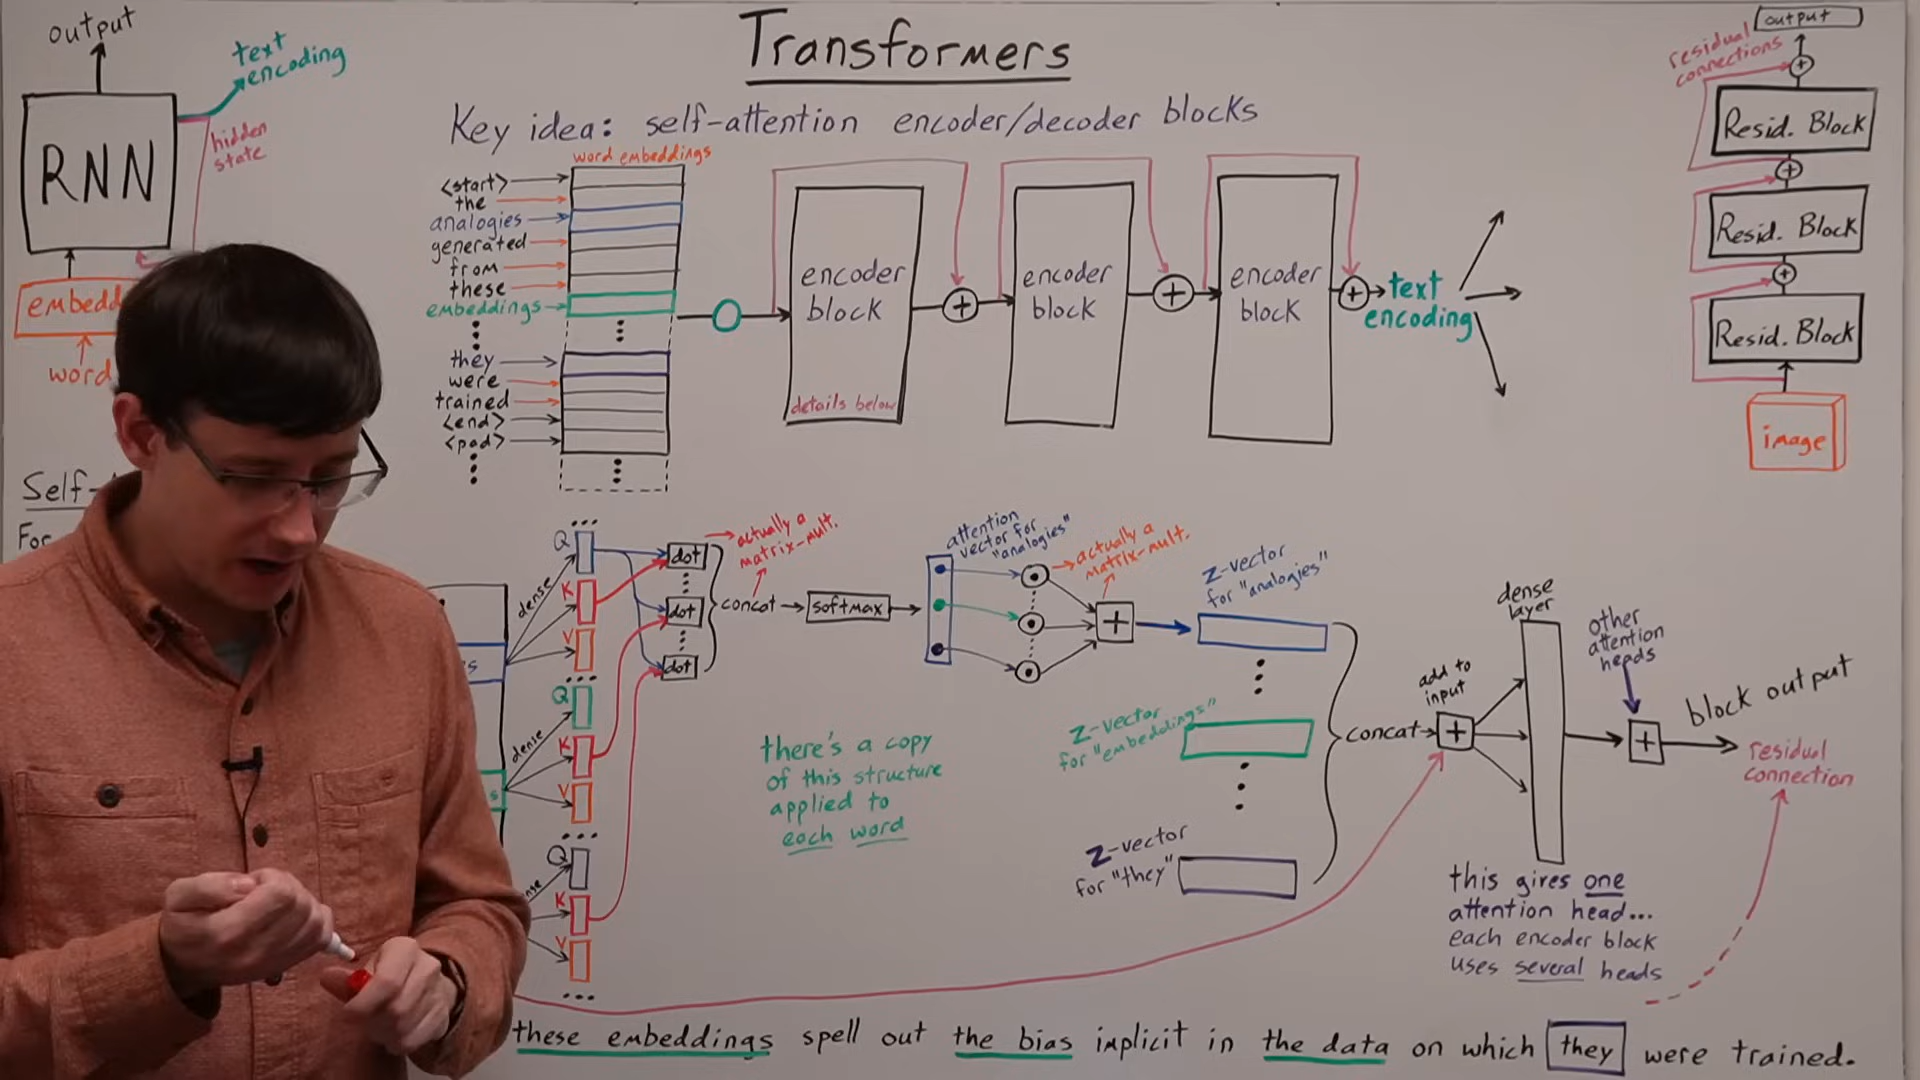 output
text
encoding
RNN
hidden
state
embedd
word
Transformers
Key idea: self-attention encoder/decoder blocks
word embeddings
<start>
the
analogies
generated
from
these
embeddings
they
were
trained
<end>
<pad>
encoder
block
details below
encoder
block
encoder
block
text
encoding
residual
connections
output
Resid. Block
Resid. Block
Resid. Block
image
Self-
For
s
s
dense
dense
nse
Q
K
V
Q
K
V
Q
K
V
dot
dot
dot
actually a
matrix-mult.
concat
softmax
attention
vector for
"analogies"
actually a
matrix-mult.
z-vector
for "analogies"
z-vector
for "embeddings"
z-vector
for "they"
there's a copy
of this structure
applied to
each word
concat
add to
input
dense
layer
other
attention
heads
block output
residual
connection
this gives one
attention head...
each encoder block
uses several heads
these embeddings spell out the bias implicit in the data on which they were trained.